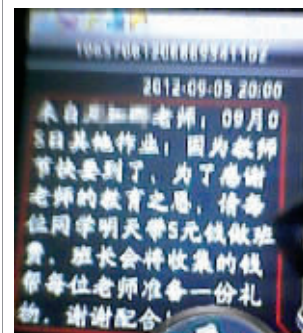 2012-09-05 20:00
来自老师：09月0
5日其他作业：因为教师
节快要到了，为了感谢
老师的教育之恩，请每
位同学明天带5元钱做班
费，班长会将收集的钱
帮每位老师准备一份礼
物，谢谢配合！